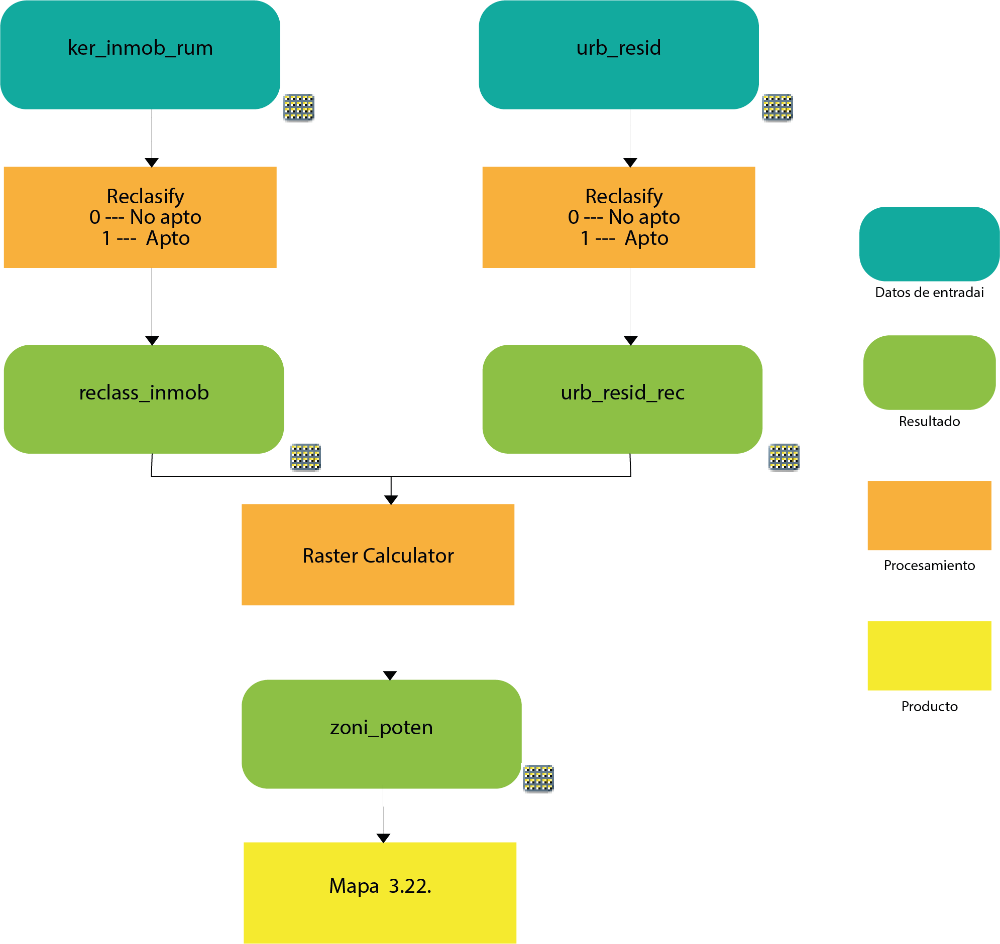 ker_inmob_rum
urb_resid
Reclasify
0 --- No apto
1 --- Apto
Reclasify
0 --- No apto
1 --- Apto
reclass_inmob
urb_resid_rec
Raster Calculator
zoni_poten
Mapa 3.22.
Datos de entradai
Resultado
Procesamiento
Producto